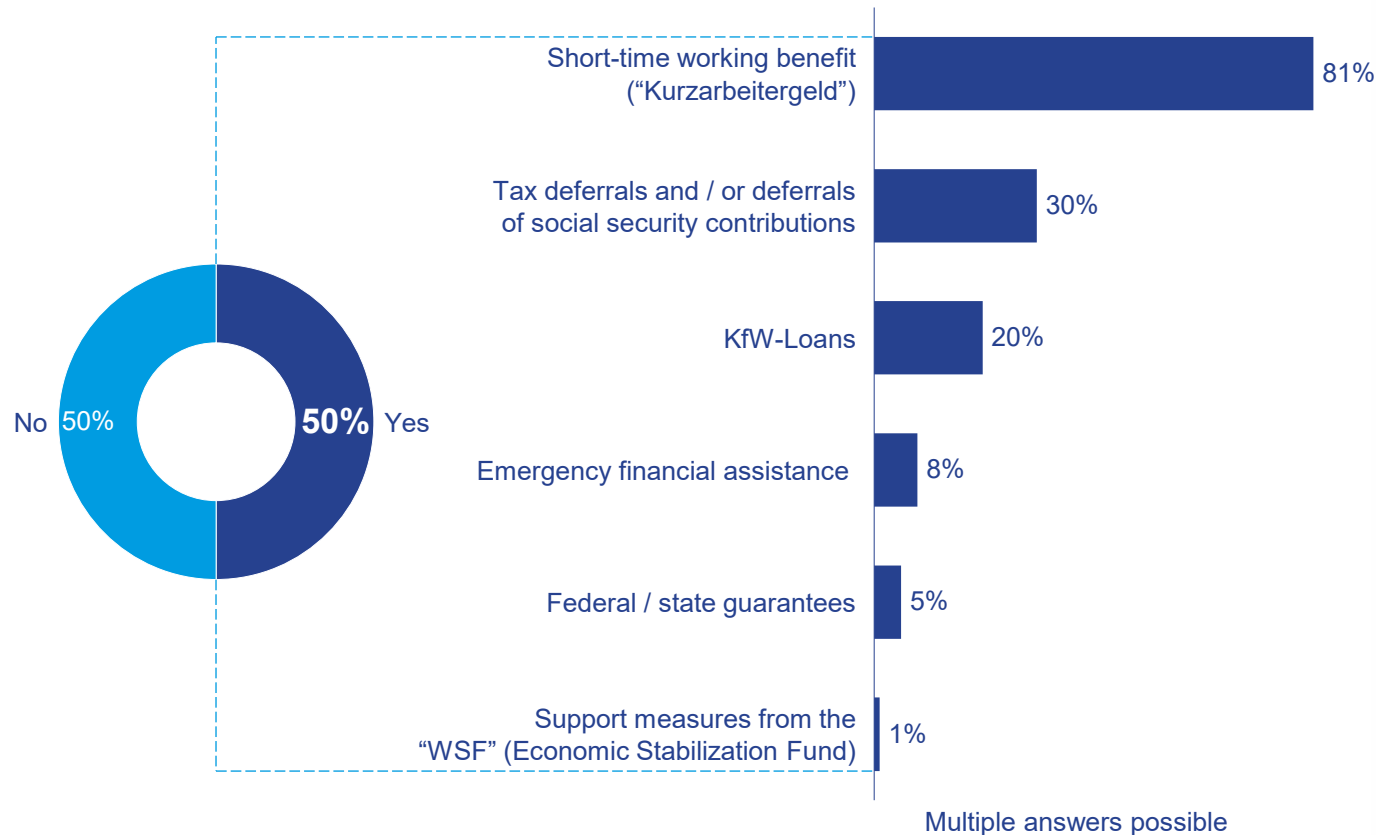 Short-time working benefit
(“Kurzarbeitergeld”)
81%
Tax deferrals and / or deferrals
of social security contributions
30%
KfW-Loans
20%
No
50%
50%
Yes
Emergency financial assistance
8%
Federal / state guarantees
5%
Support measures from the
“WSF” (Economic Stabilization Fund)
1%
Multiple answers possible